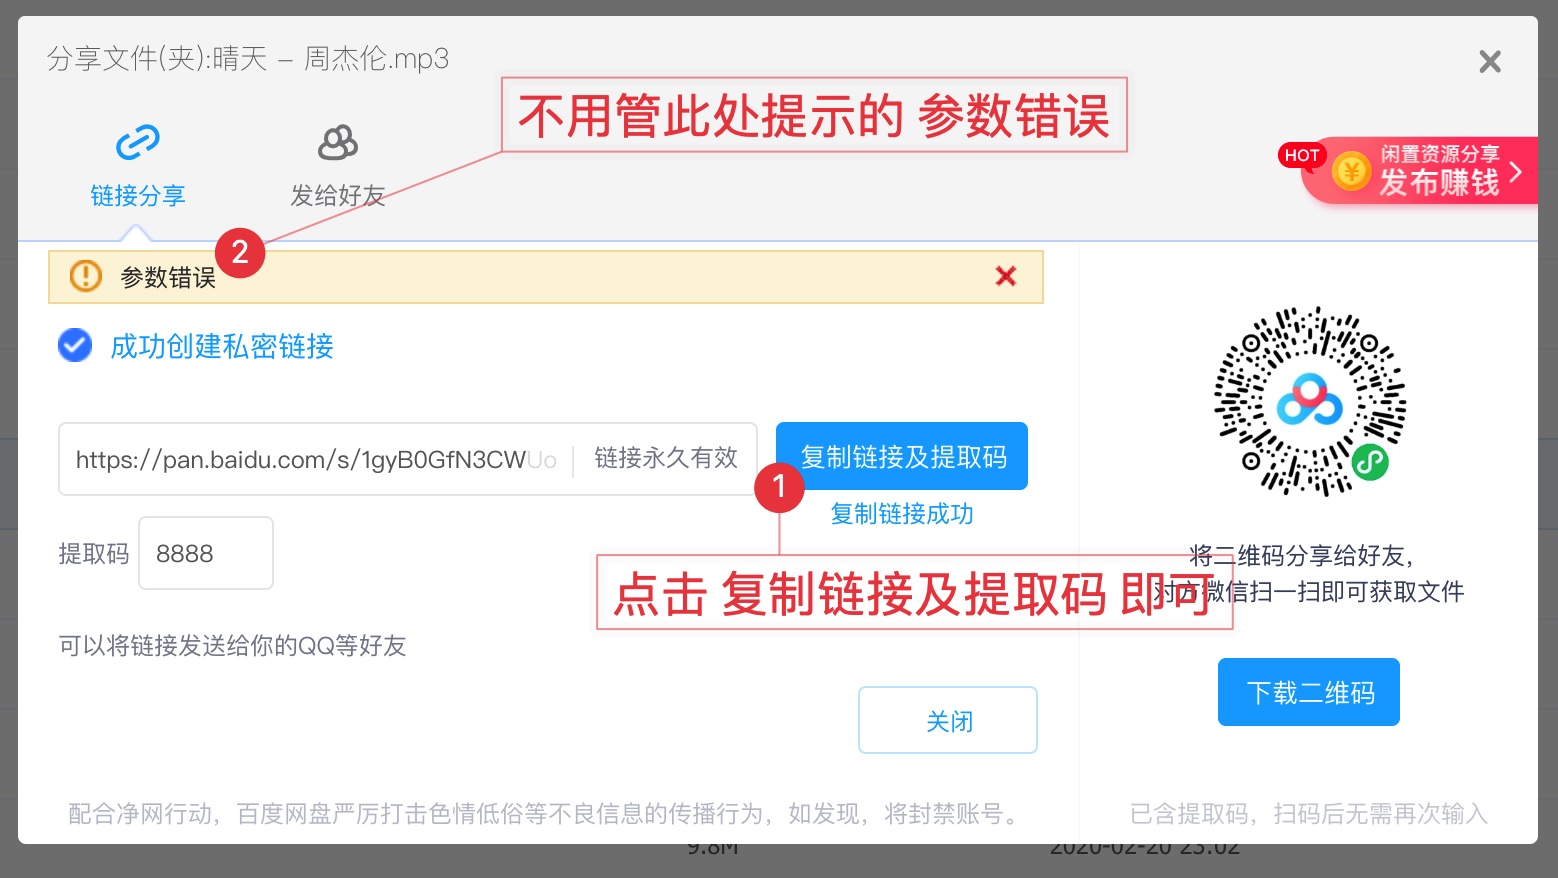 分享文件(夹):晴天 – 周杰伦.mp3
不用管此处提示的 参数错误
链接分享
发给好友
HOT
闲置资源分享
发布赚钱
2
参数错误
成功创建私密链接
https://pan.baidu.com/s/1gyB0GfN3CWUo
链接永久有效
复制链接及提取码
1
复制链接成功
提取码
8888
点击 复制链接及提取码 即可
将二维码分享给好友,
对方微信扫一扫即可获取文件
可以将链接发送给你的QQ等好友
关闭
下载二维码
配合净网行动，百度网盘严厉打击色情低俗等不良信息的传播行为，如发现，将封禁账号。
已含提取码，扫码后无需再次输入
9.8M
2020-02-20 23:02